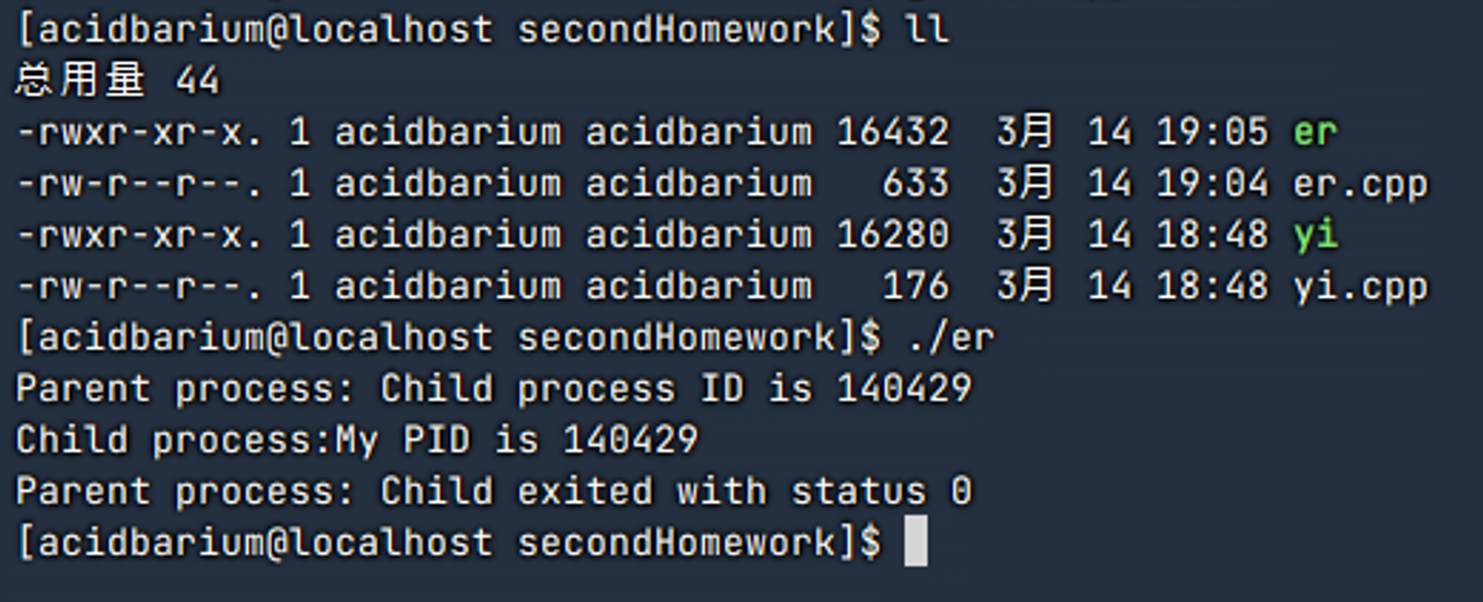 [acidbarium@localhost secondHomework]$ ll
总用量 44
-rwxr-xr-x. 1 acidbarium acidbarium 16432  3月  14 19:05 er
-rw-r--r--. 1 acidbarium acidbarium   633  3月  14 19:04 er.cpp
-rwxr-xr-x. 1 acidbarium acidbarium 16280  3月  14 18:48 yi
-rw-r--r--. 1 acidbarium acidbarium   176  3月  14 18:48 yi.cpp
[acidbarium@localhost secondHomework]$ ./er
Parent process: Child process ID is 140429
Child process:My PID is 140429
Parent process: Child exited with status 0
[acidbarium@localhost secondHomework]$